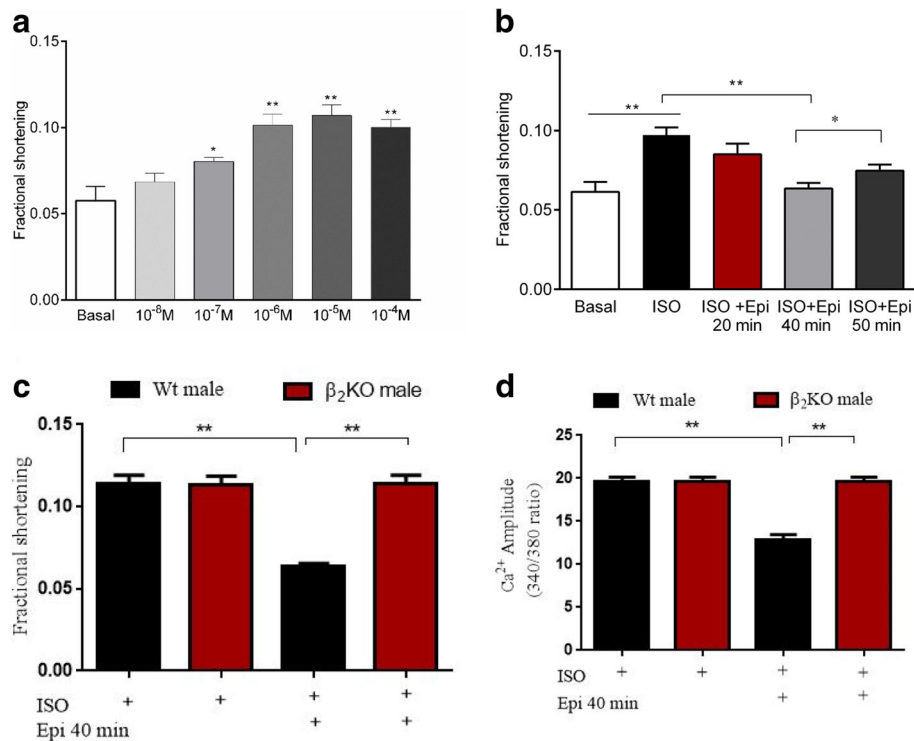 a
0.15
0.10
0.05
0.00
Fractional shortening
*
**
**
**
Basal 10⁻⁸M 10⁻⁷M 10⁻⁶M 10⁻⁵M 10⁻⁴M
b
0.15
0.10
0.05
0.00
Fractional shortening
**
**
*
Basal ISO ISO +Epi ISO+Epi ISO+Epi
20 min 40 min 50 min
c
Wt male β₂KO male
0.15
0.10
0.05
0.00
Fractional shortening
** **
ISO + + + +
Epi 40 min + +
d
Wt male β₂KO male
25
20
15
10
5
0
Ca²⁺ Amplitude
(340/380 ratio)
** **
ISO + + + +
Epi 40 min + +